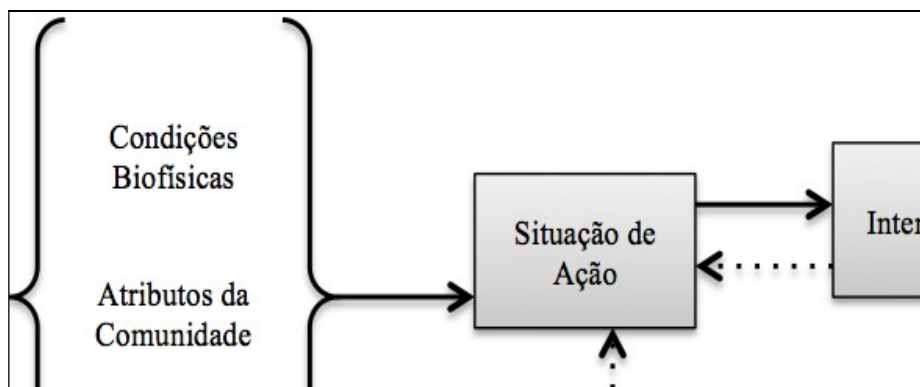 Condições
Biofísicas
Atributos da
Comunidade
Situação de
Ação